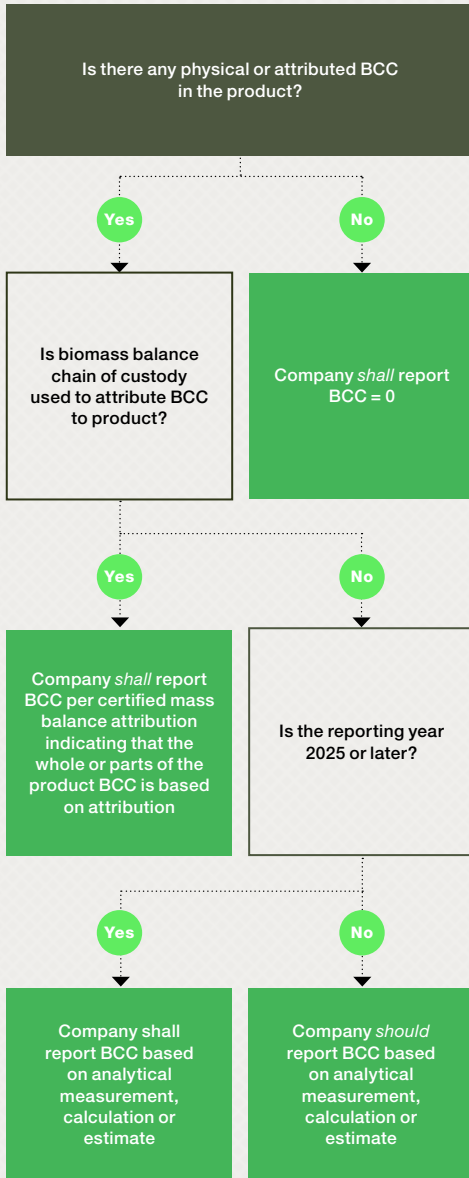 Is there any physical or attributed BCC
in the product?
Yes
No
Is biomass balance
chain of custody
used to attribute BCC
to product?
Company shall report
BCC = 0
Yes
No
Company shall report
BCC per certified mass
balance attribution
indicating that the
whole or parts of the
product BCC is based
on attribution
Is the reporting year
2025 or later?
Yes
No
Company shall
report BCC based
on analytical
measurement,
calculation or
estimate
Company should
report BCC based
on analytical
measurement,
calculation or
estimate